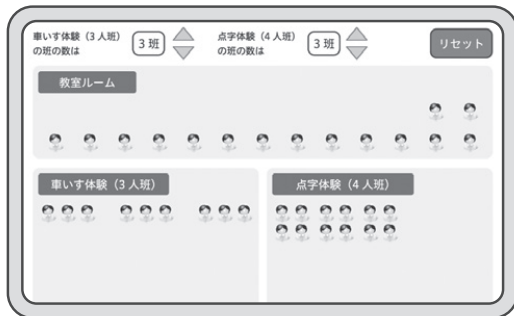 車いす体験（3 人班）
の班の数は
3 班
点字体験（4 人班）
の班の数は
3 班
リセット
教室ルーム
車いす体験（3 人班）
点字体験（4 人班）